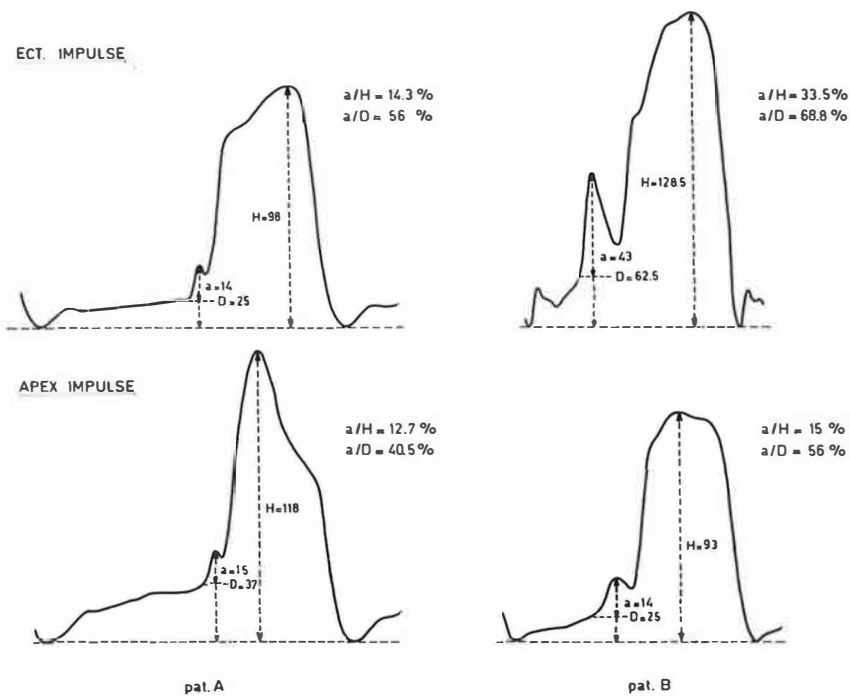 ECT. IMPULSE
a/H = 14.3 %
a/D = 56 %
H=98
a=14
D=25
a/H = 33.5 %
a/D = 68.8 %
H=128.5
a=43
D=62.5
APEX IMPULSE
a/H = 12.7 %
a/D = 40.5 %
H=118
a=15
D=37
a/H = 15 %
a/D = 56 %
H=93
a=14
D=25
pat. A
pat. B